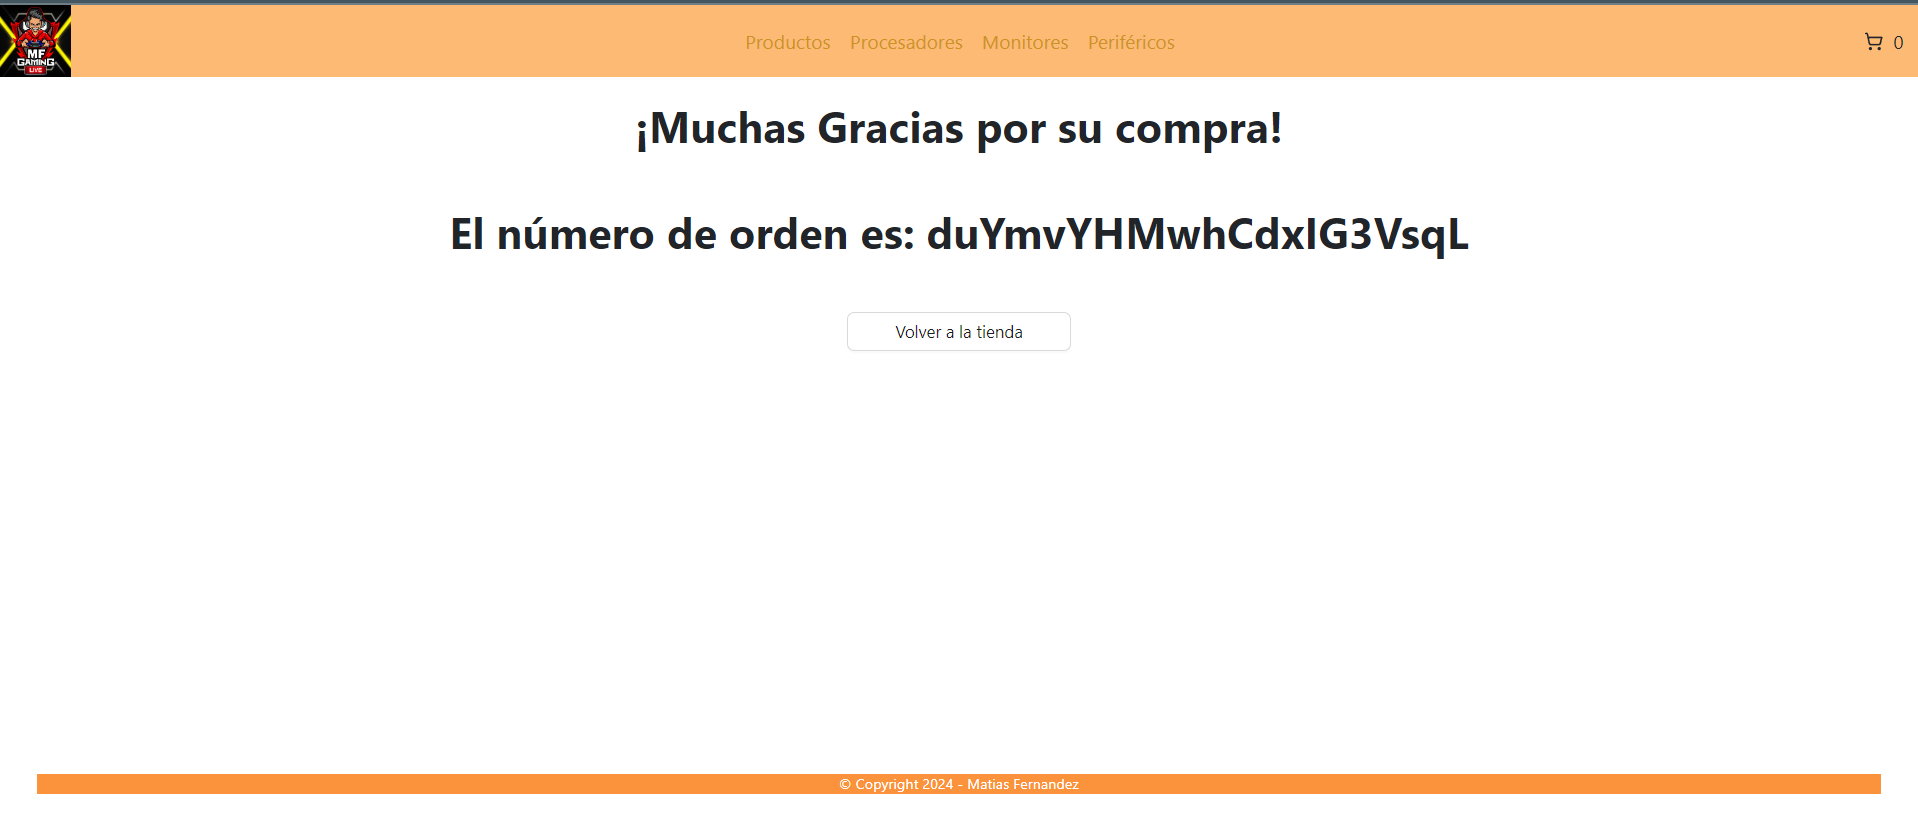 MF
GAMING
LIVE
Productos Procesadores Monitores Periféricos 0
¡Muchas Gracias por su compra!
El número de orden es: duYmvYHMwhCdxIG3VsqL
Volver a la tienda
© Copyright 2024 - Matias Fernandez